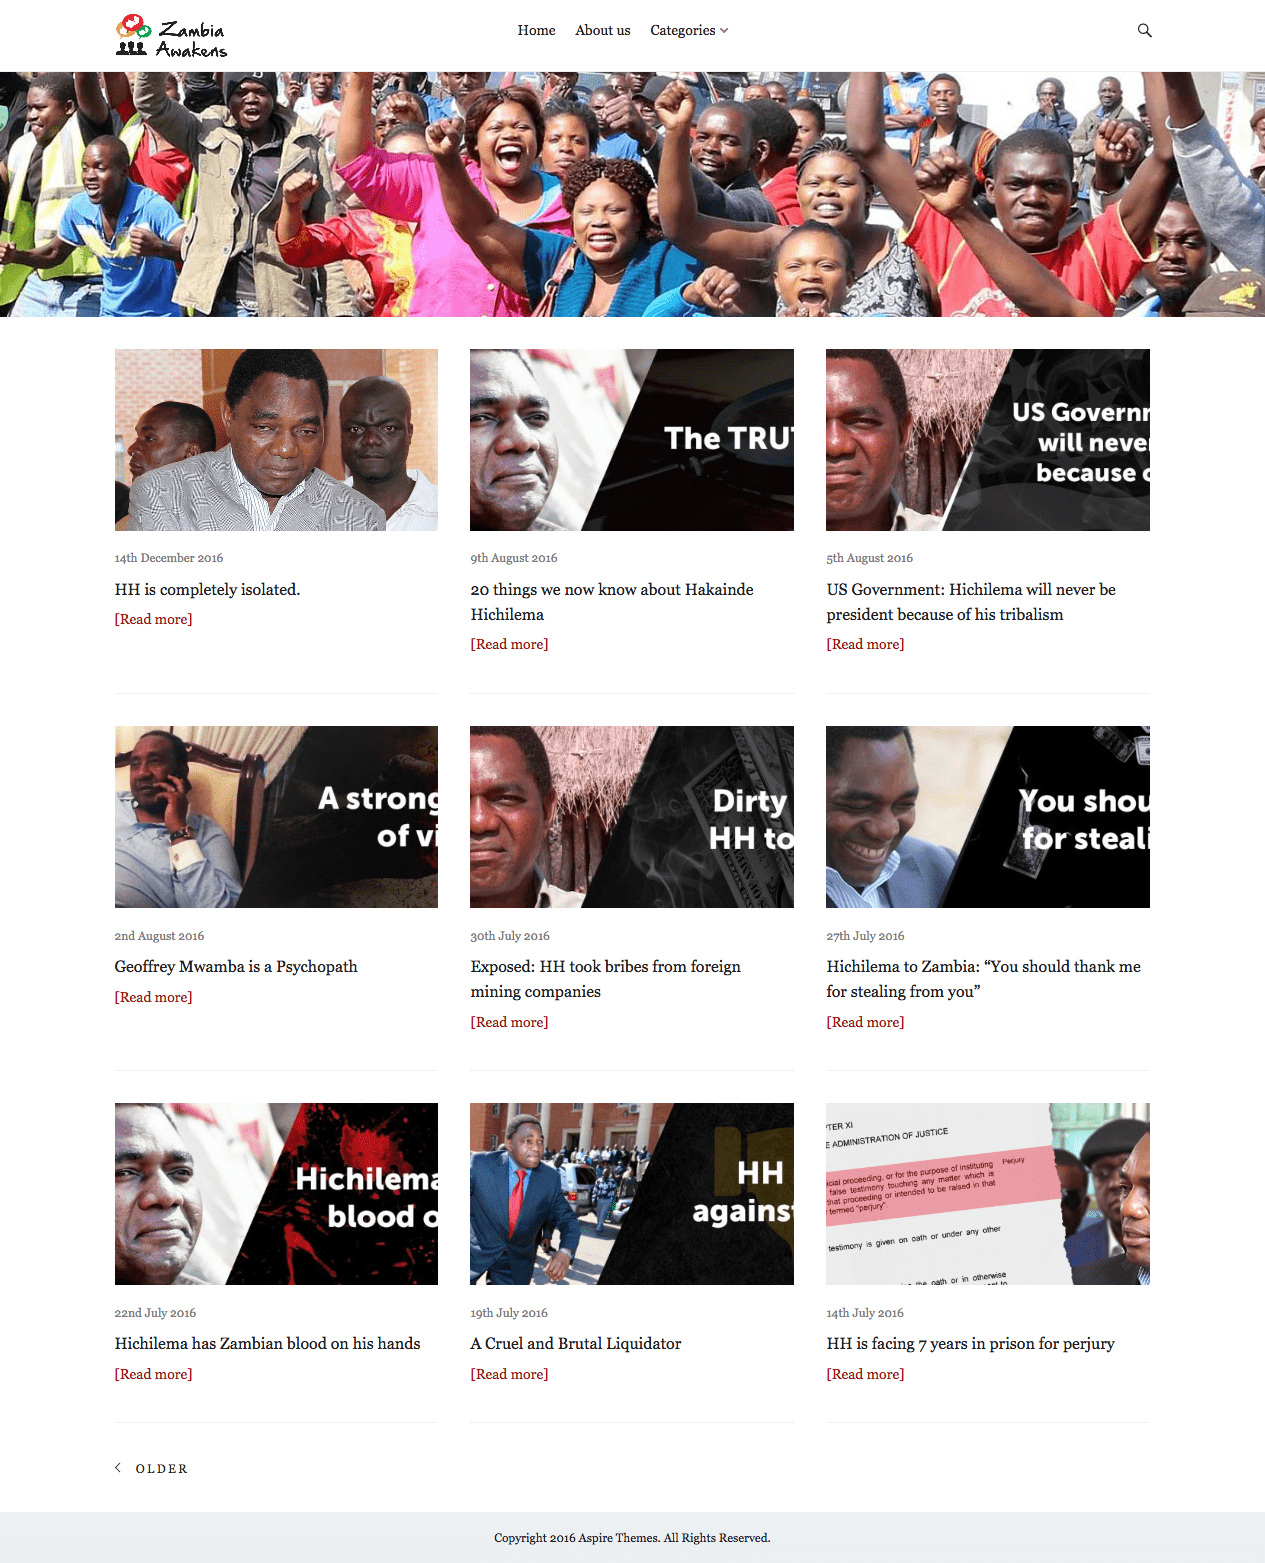 Zambia
Awakens
Home About us Categories
14th December 2016
HH is completely isolated.
[Read more]
The TRUT
9th August 2016
20 things we now know about Hakainde
Hichilema
[Read more]
US Governm
will never
because o
5th August 2016
US Government: Hichilema will never be
president because of his tribalism
[Read more]
A strong
of vi
2nd August 2016
Geoffrey Mwamba is a Psychopath
[Read more]
Dirty
HH to
30th July 2016
Exposed: HH took bribes from foreign
mining companies
[Read more]
You shou
for steali
27th July 2016
Hichilema to Zambia: “You should thank me
for stealing from you”
[Read more]
Hichilema
blood o
22nd July 2016
Hichilema has Zambian blood on his hands
[Read more]
HH
against
19th July 2016
A Cruel and Brutal Liquidator
[Read more]
TER XI
E ADMINISTRATION OF JUSTICE
icial proceeding, or for the purpose of instituting Perjury
false testimony touching any matter which is
that proceeding or intended to be raised in that
termed "perjury".
testimony is given on oath or under any other
the oath or in otherwise
14th July 2016
HH is facing 7 years in prison for perjury
[Read more]
OLDER
Copyright 2016 Aspire Themes. All Rights Reserved.